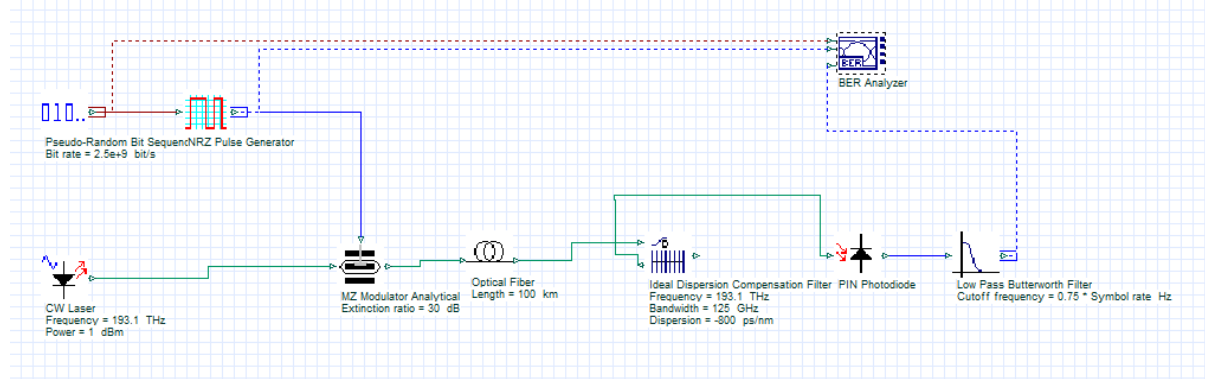 BER
BER Analyzer
010..
Pseudo-Random Bit Sequenc NRZ Pulse Generator
Bit rate = 2.5e+9 bit/s
CW Laser
Frequency = 193.1 THz
Power = 1 dBm
MZ Modulator Analytical
Extinction ratio = 30 dB
Optical Fiber
Length = 100 km
Ideal Dispersion Compensation Filter
Frequency = 193.1 THz
Bandwidth = 125 GHz
Dispersion = -800 ps/nm
PIN Photodiode
Low Pass Butterworth Filter
Cutoff frequency = 0.75 * Symbol rate Hz